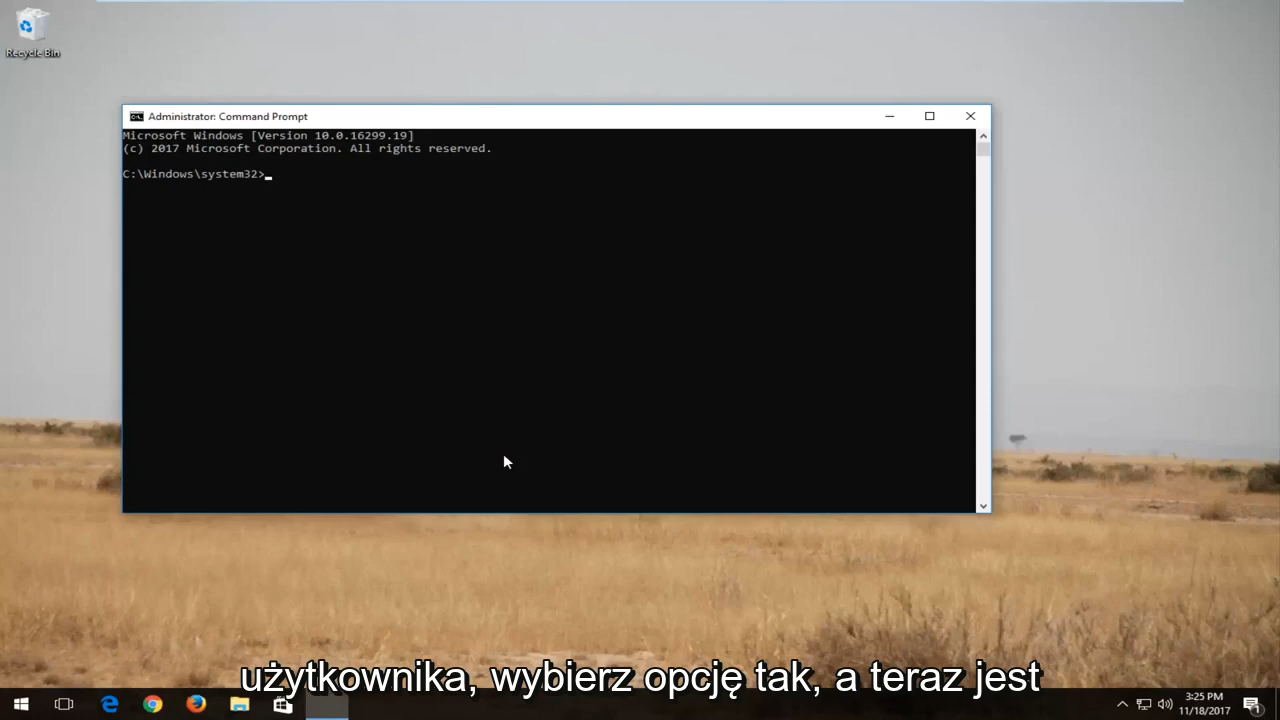 Recycle Bin
Administrator: Command Prompt
Microsoft Windows [Version 10.0.16299.19]
(c) 2017 Microsoft Corporation. All rights reserved.
C:\Windows\system32>
użytkownika, wybierz opcję tak, a teraz jest
3:25 PM
11/18/2017
1